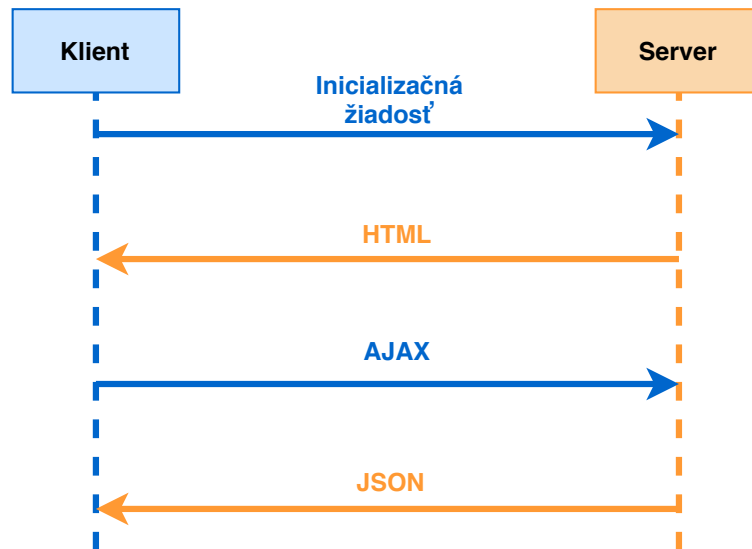 Klient
Server
Inicializačná
žiadosť
HTML
AJAX
JSON